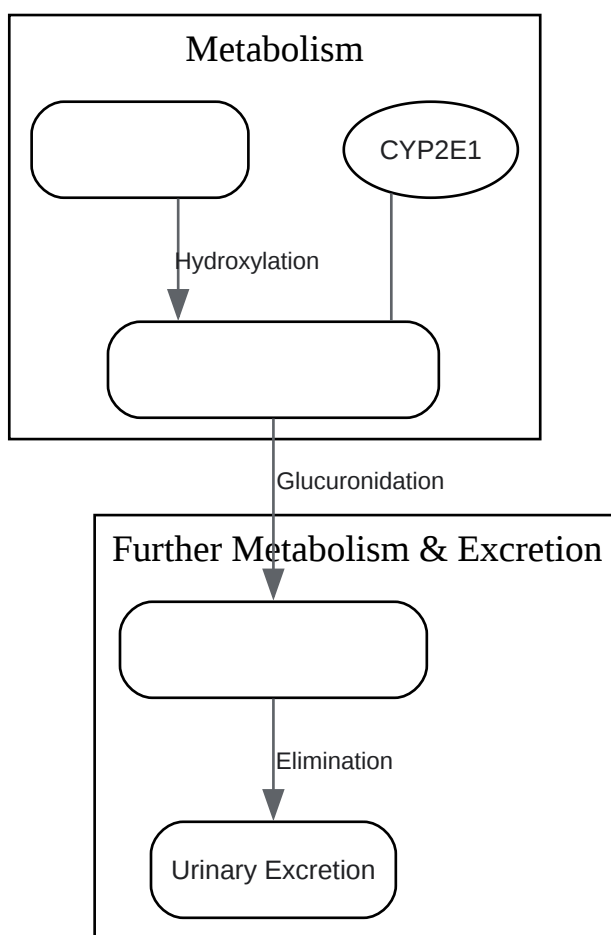 Metabolism
CYP2E1
Hydroxylation
Glucuronidation
Further Metabolism & Excretion
Elimination
Urinary Excretion